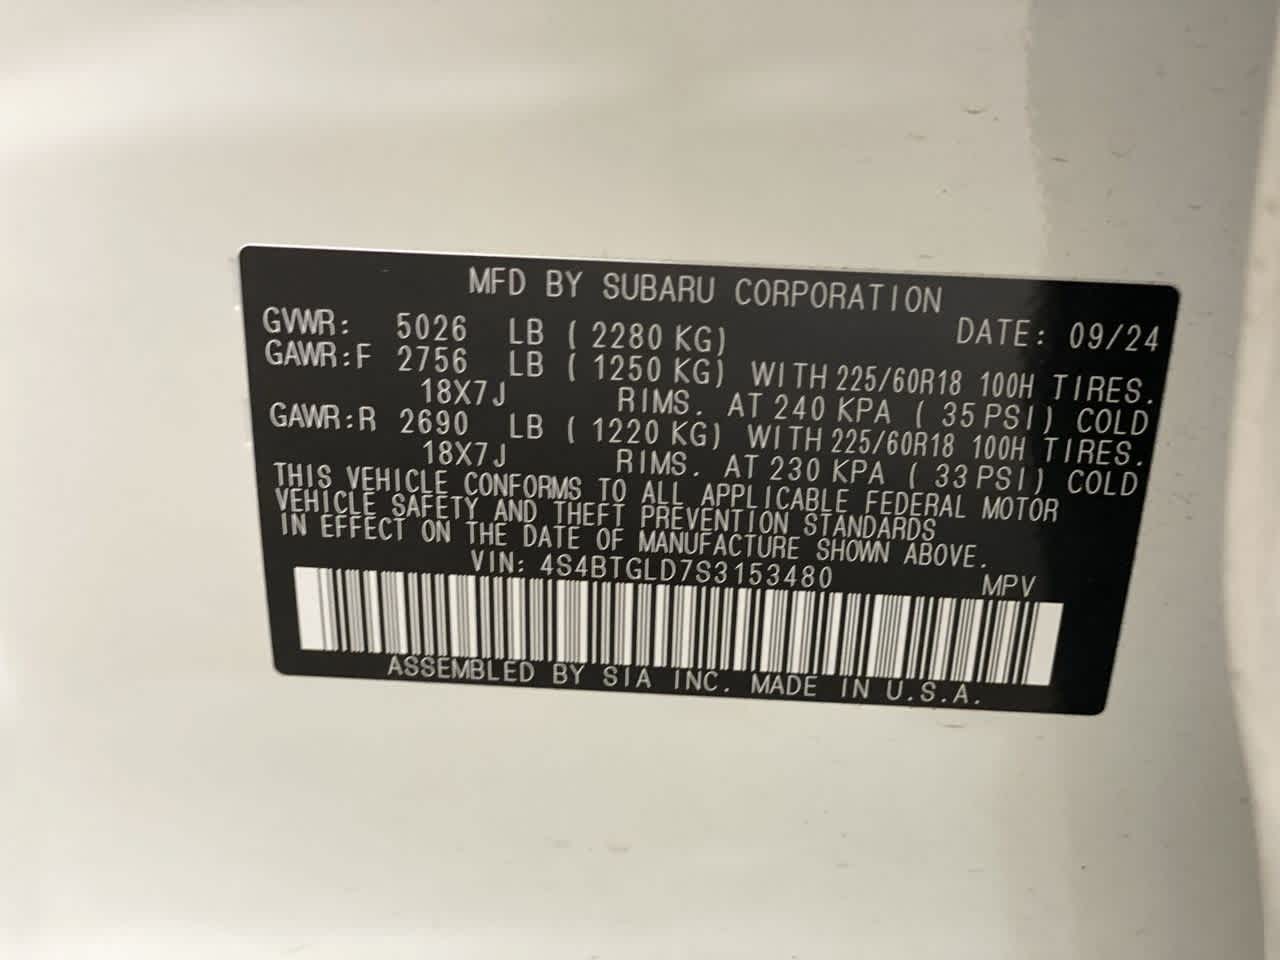 MFD BY SUBARU CORPORATION
GVWR: 5026 LB ( 2280 KG) DATE: 09/24
GAWR:F 2756 LB ( 1250 KG) WITH 225/60R18 100H TIRES.
18X7J RIMS. AT 240 KPA ( 35 PSI) COLD
GAWR:R 2690 LB ( 1220 KG) WITH 225/60R18 100H TIRES.
18X7J RIMS. AT 230 KPA ( 33 PSI) COLD
THIS VEHICLE CONFORMS TO ALL APPLICABLE FEDERAL MOTOR
VEHICLE SAFETY AND THEFT PREVENTION STANDARDS
IN EFFECT ON THE DATE OF MANUFACTURE SHOWN ABOVE.
VIN: 4S4BTGLD7S3153480 MPV
ASSEMBLED BY SIA INC. MADE IN U.S.A.